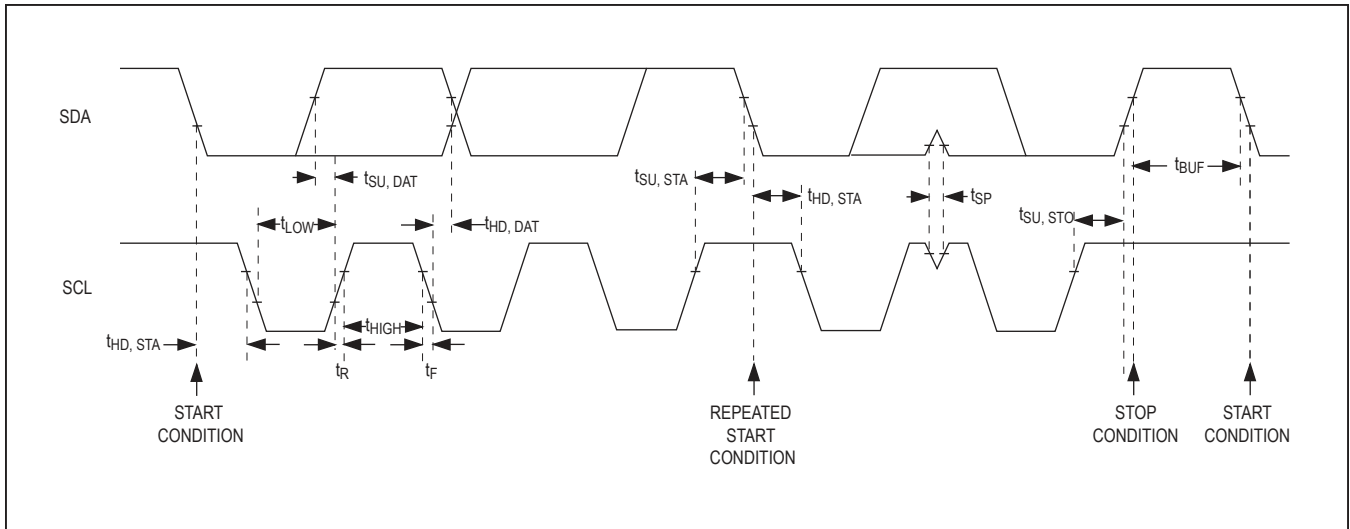 SDA
tSU, DAT
tSU, STA
tHD, STA
tSP
tBUF
tSU, STO
tLOW
tHD, DAT
SCL
tHIGH
tHD, STA
tR
tF
START
CONDITION
REPEATED
START
CONDITION
STOP
CONDITION
START
CONDITION